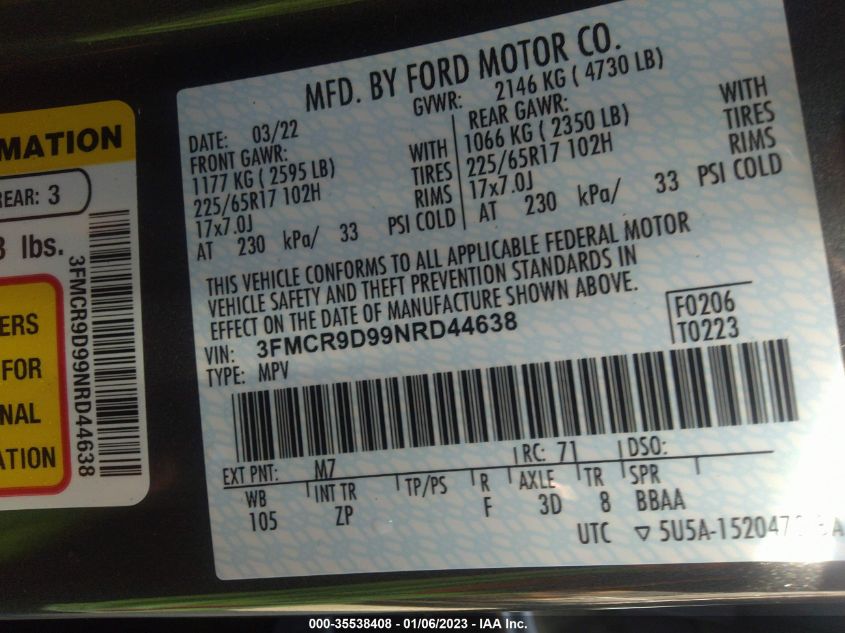 MATION
REAR: 3
lbs.
3FMCR9D99NRD44638
ERS
FOR
NAL
ATION
MFD. BY FORD MOTOR CO.
DATE: 03/22 GVWR: 2146 KG ( 4730 LB)
FRONT GAWR: REAR GAWR:
1177 KG ( 2595 LB) WITH 1066 KG ( 2350 LB) WITH
225/65R17 102H TIRES 225/65R17 102H TIRES
17x7.0J RIMS 17x7.0J RIMS
AT 230 kPa/ 33 PSI COLD AT 230 kPa/ 33 PSI COLD
THIS VEHICLE CONFORMS TO ALL APPLICABLE FEDERAL MOTOR
VEHICLE SAFETY AND THEFT PREVENTION STANDARDS IN
EFFECT ON THE DATE OF MANUFACTURE SHOWN ABOVE.
F0206
VIN: 3FMCR9D99NRD44638 T0223
TYPE: MPV
EXT PNT: M7 RC: 71 DSO:
WB INT TR TP/PS R AXLE TR SPR
105 ZP F 3D 8 BBAA
UTC
000-35538408 - 01/06/2023 - IAA Inc.